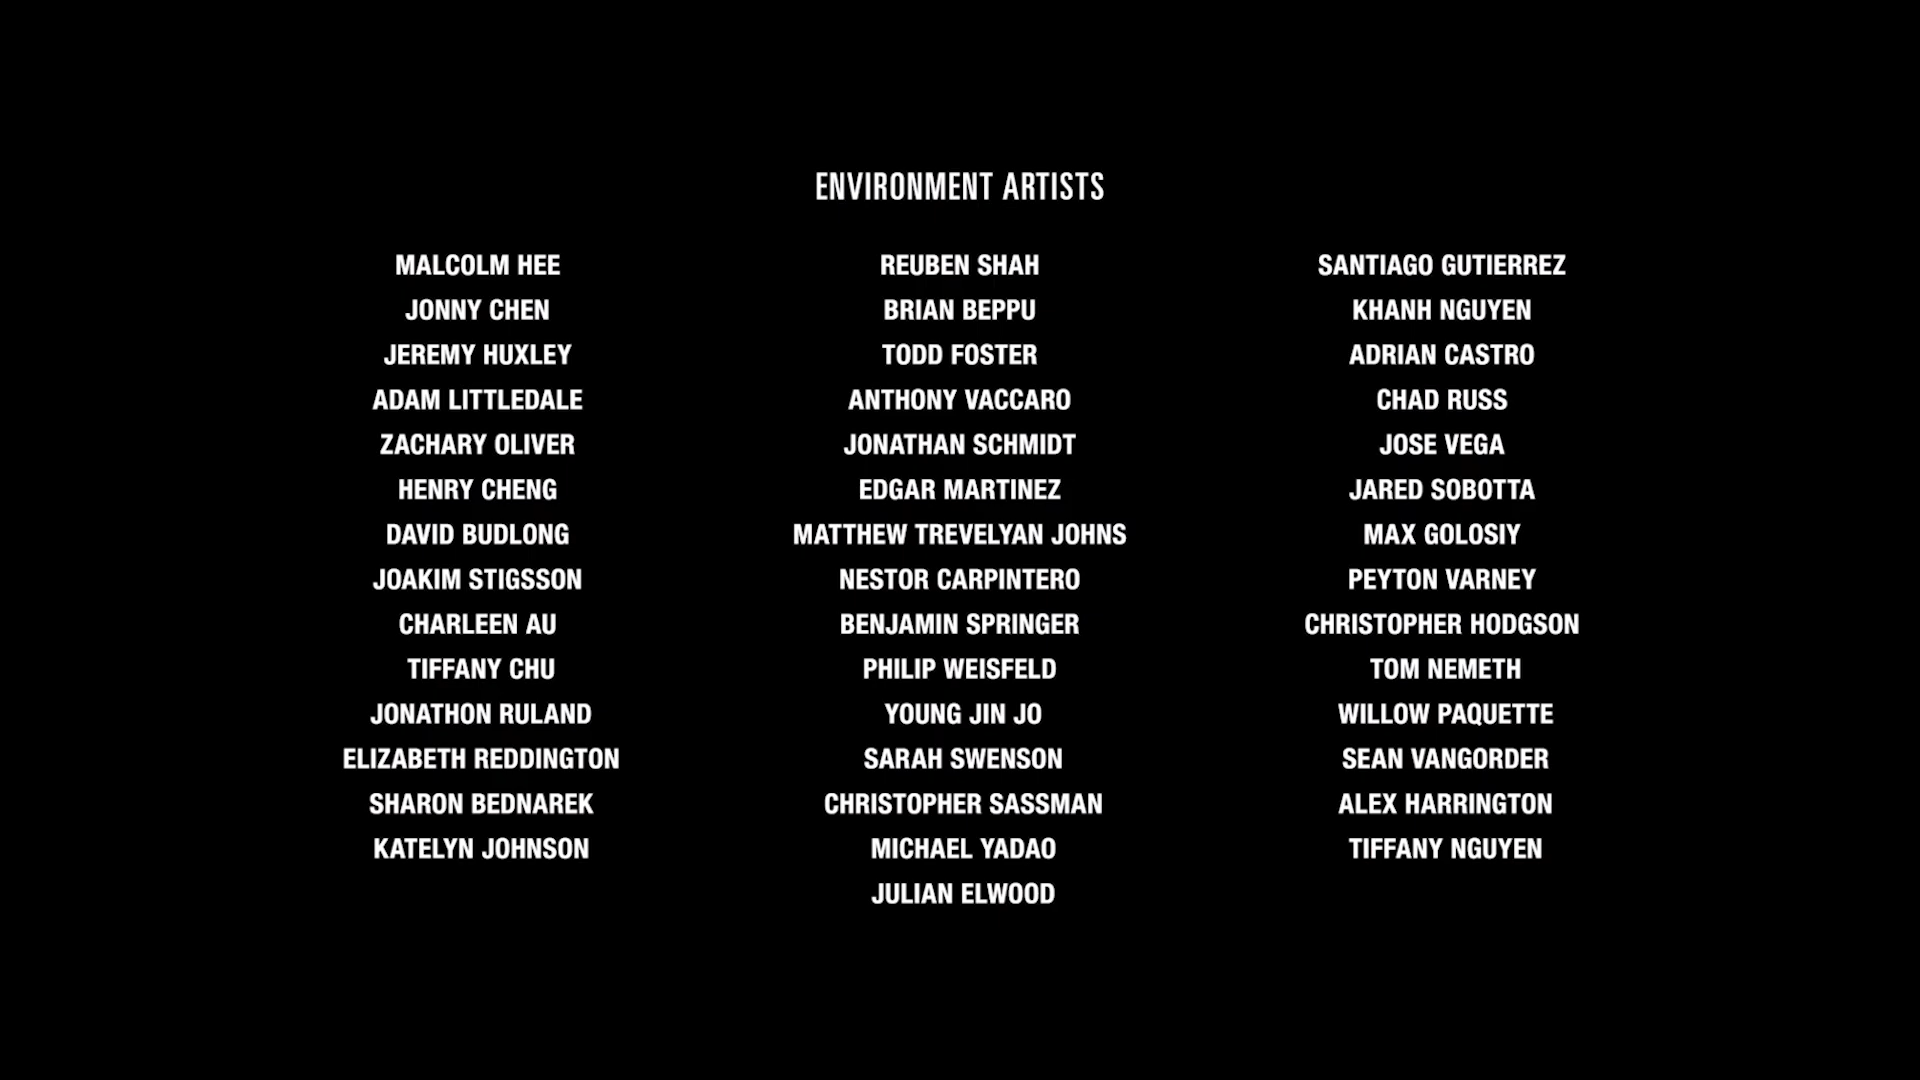 ENVIRONMENT ARTISTS
MALCOLM HEE
JONNY CHEN
JEREMY HUXLEY
ADAM LITTLEDALE
ZACHARY OLIVER
HENRY CHENG
DAVID BUDLONG
JOAKIM STIGSSON
CHARLEEN AU
TIFFANY CHU
JONATHON RULAND
ELIZABETH REDDINGTON
SHARON BEDNAREK
KATELYN JOHNSON
REUBEN SHAH
BRIAN BEPPU
TODD FOSTER
ANTHONY VACCARO
JONATHAN SCHMIDT
EDGAR MARTINEZ
MATTHEW TREVELYAN JOHNS
NESTOR CARPINTERO
BENJAMIN SPRINGER
PHILIP WEISFELD
YOUNG JIN JO
SARAH SWENSON
CHRISTOPHER SASSMAN
MICHAEL YADAO
JULIAN ELWOOD
SANTIAGO GUTIERREZ
KHANH NGUYEN
ADRIAN CASTRO
CHAD RUSS
JOSE VEGA
JARED SOBOTTA
MAX GOLOSIY
PEYTON VARNEY
CHRISTOPHER HODGSON
TOM NEMETH
WILLOW PAQUETTE
SEAN VANGORDER
ALEX HARRINGTON
TIFFANY NGUYEN